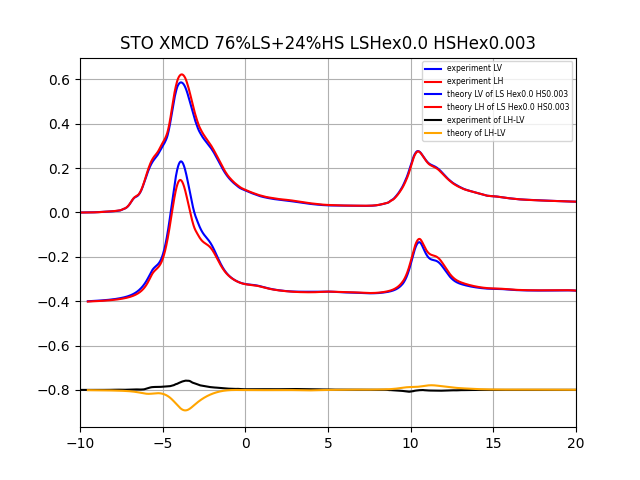 STO XMCD 76%LS+24%HS LSHex0.0 HSHex0.003
experiment LV
experiment LH
theory LV of LS Hex0.0 HS0.003
theory LH of LS Hex0.0 HS0.003
experiment of LH-LV
theory of LH-LV
0.6
0.4
0.2
0.0
−0.2
−0.4
−0.6
−0.8
−10 −5 0 5 10 15 20